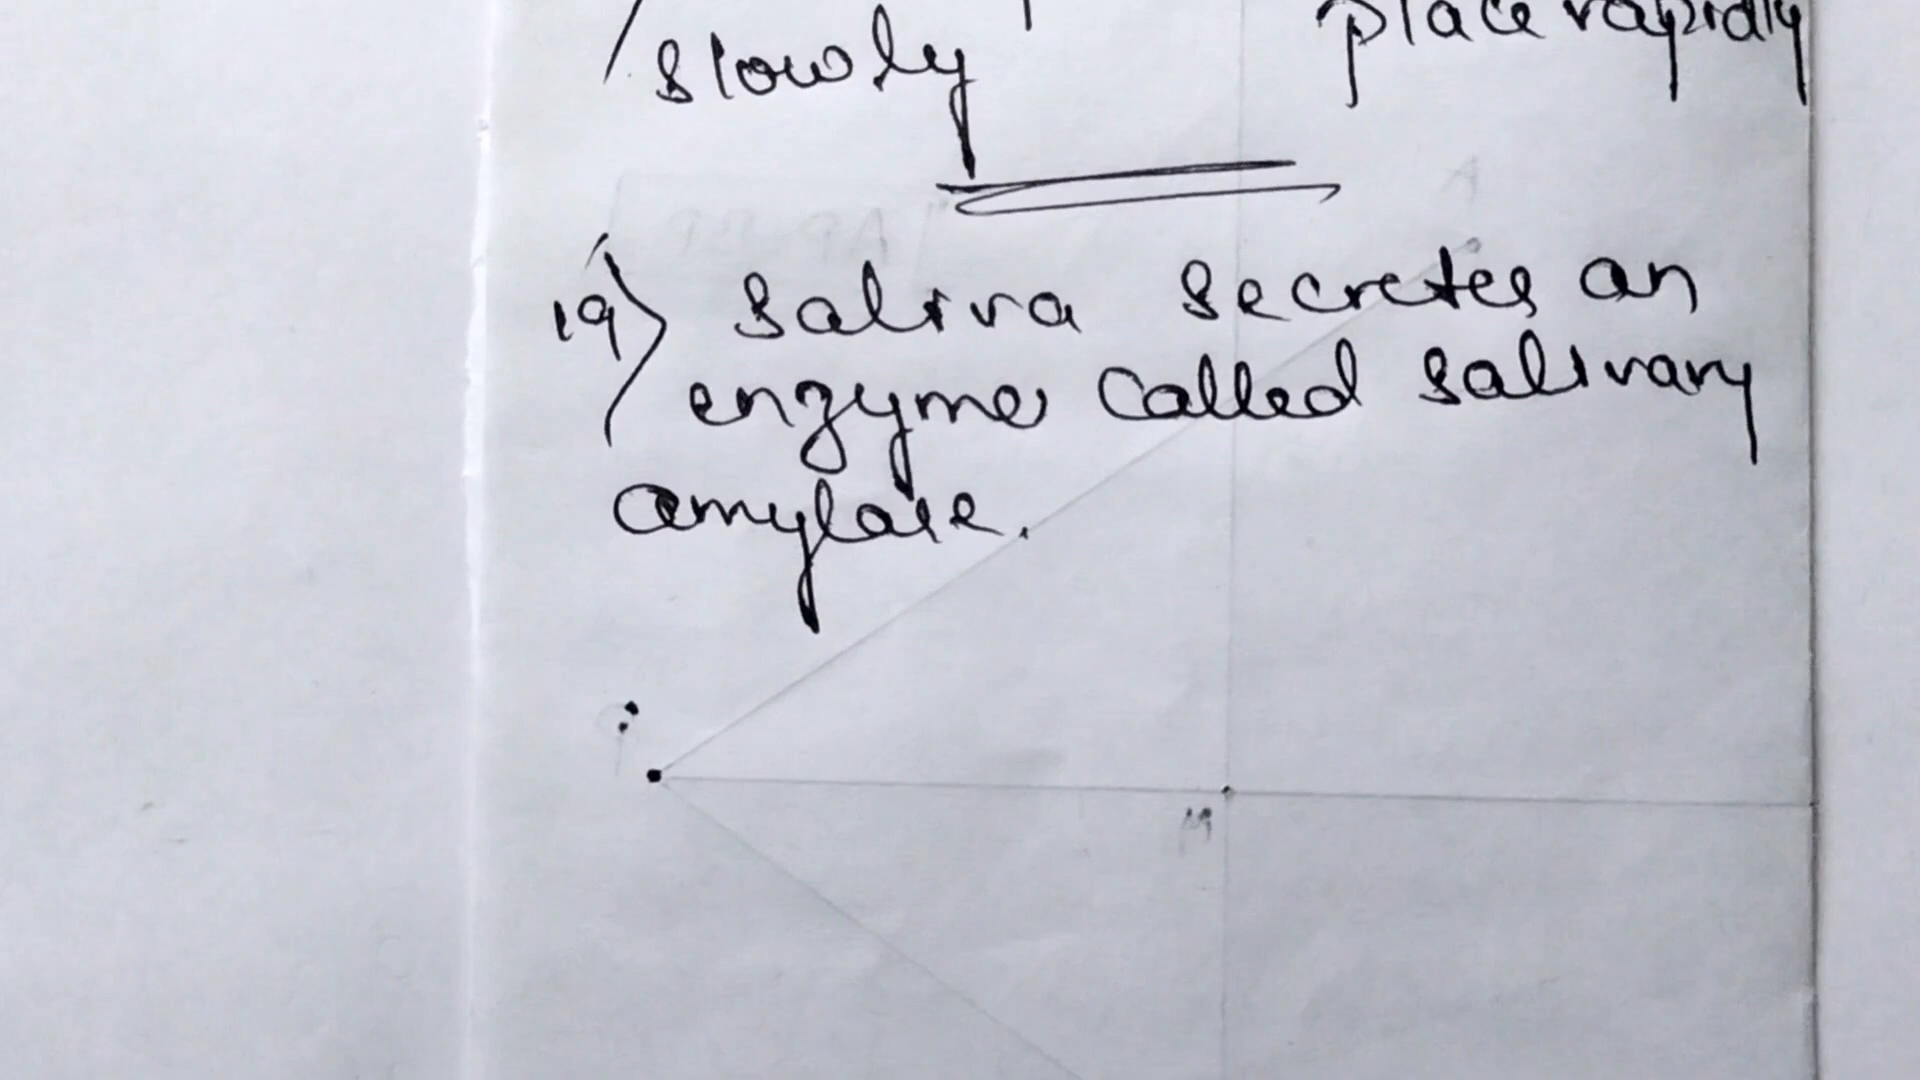 slowly place rapidly
19) Saliva secretes an
enzyme called salivary
amylase.
P
M
A